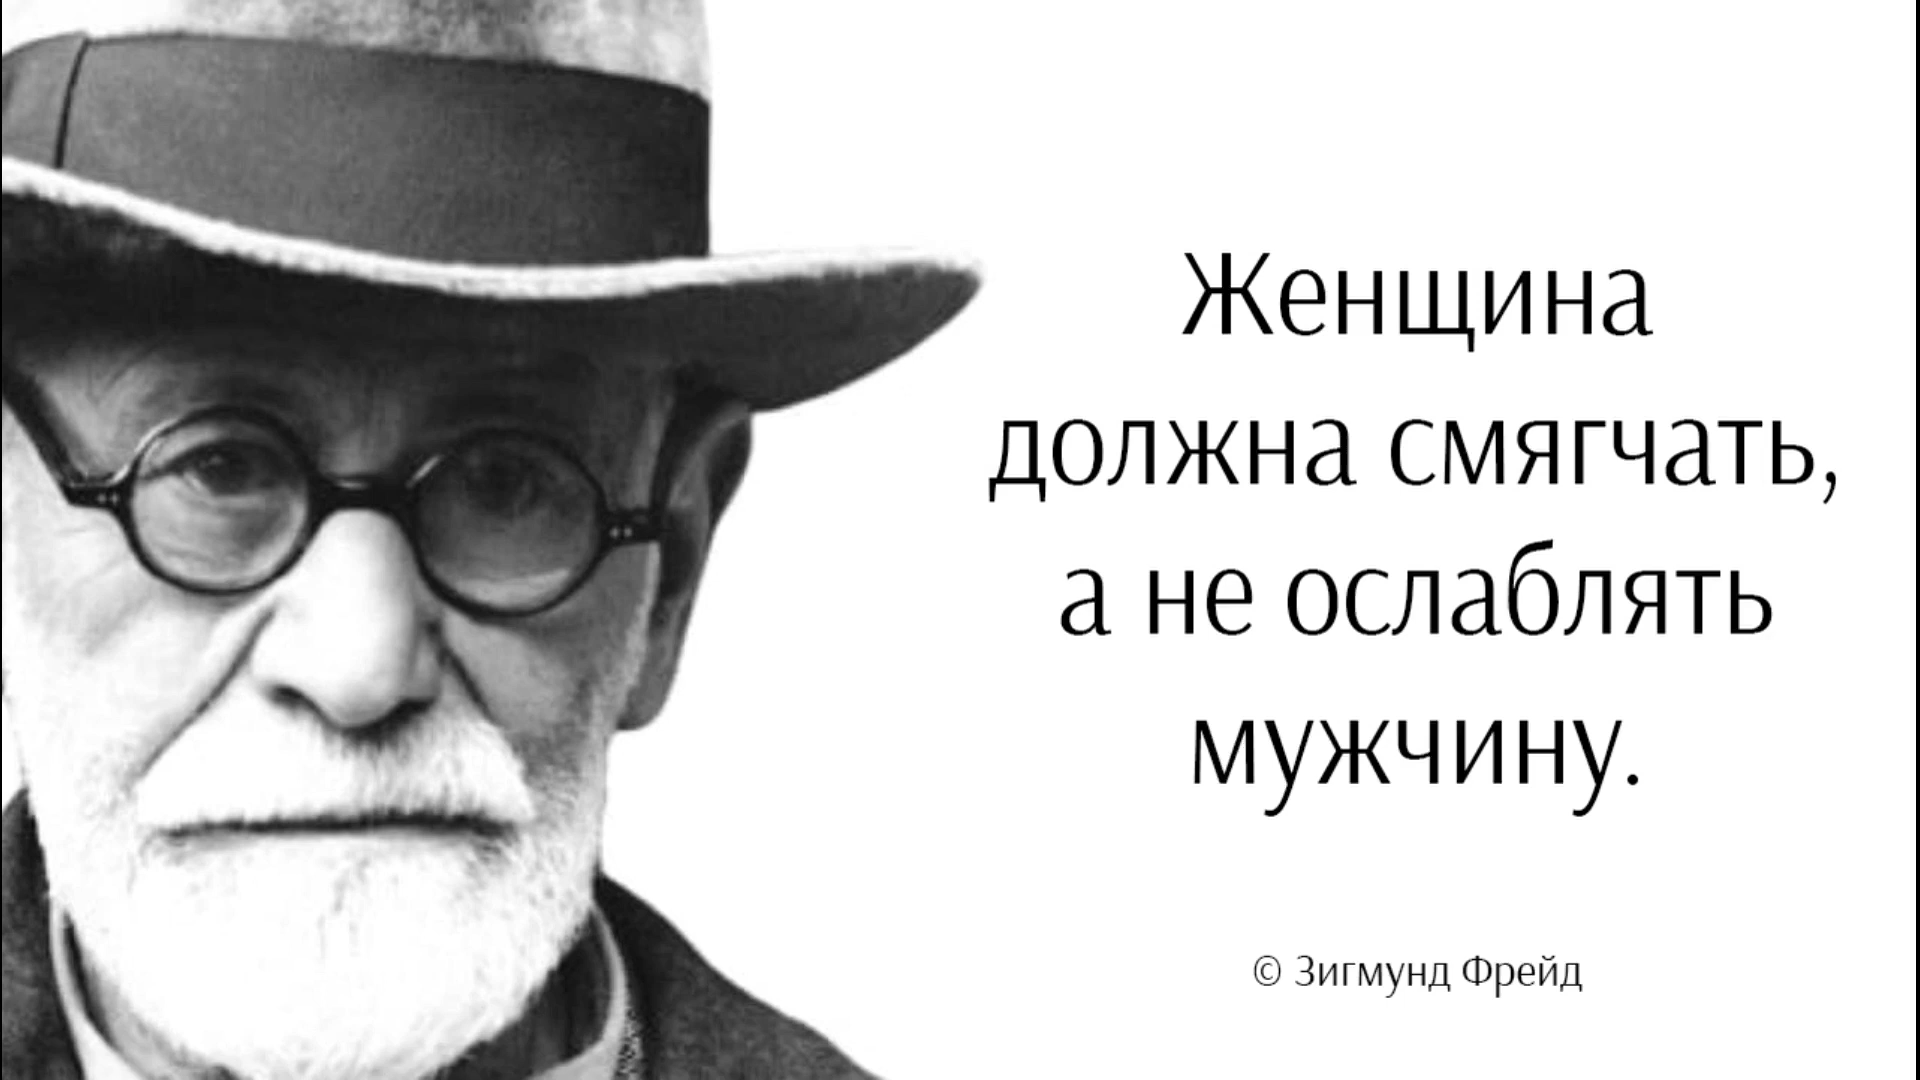 Женщина
должна смягчать,
а не ослаблять
мужчину.
© Зигмунд Фрейд